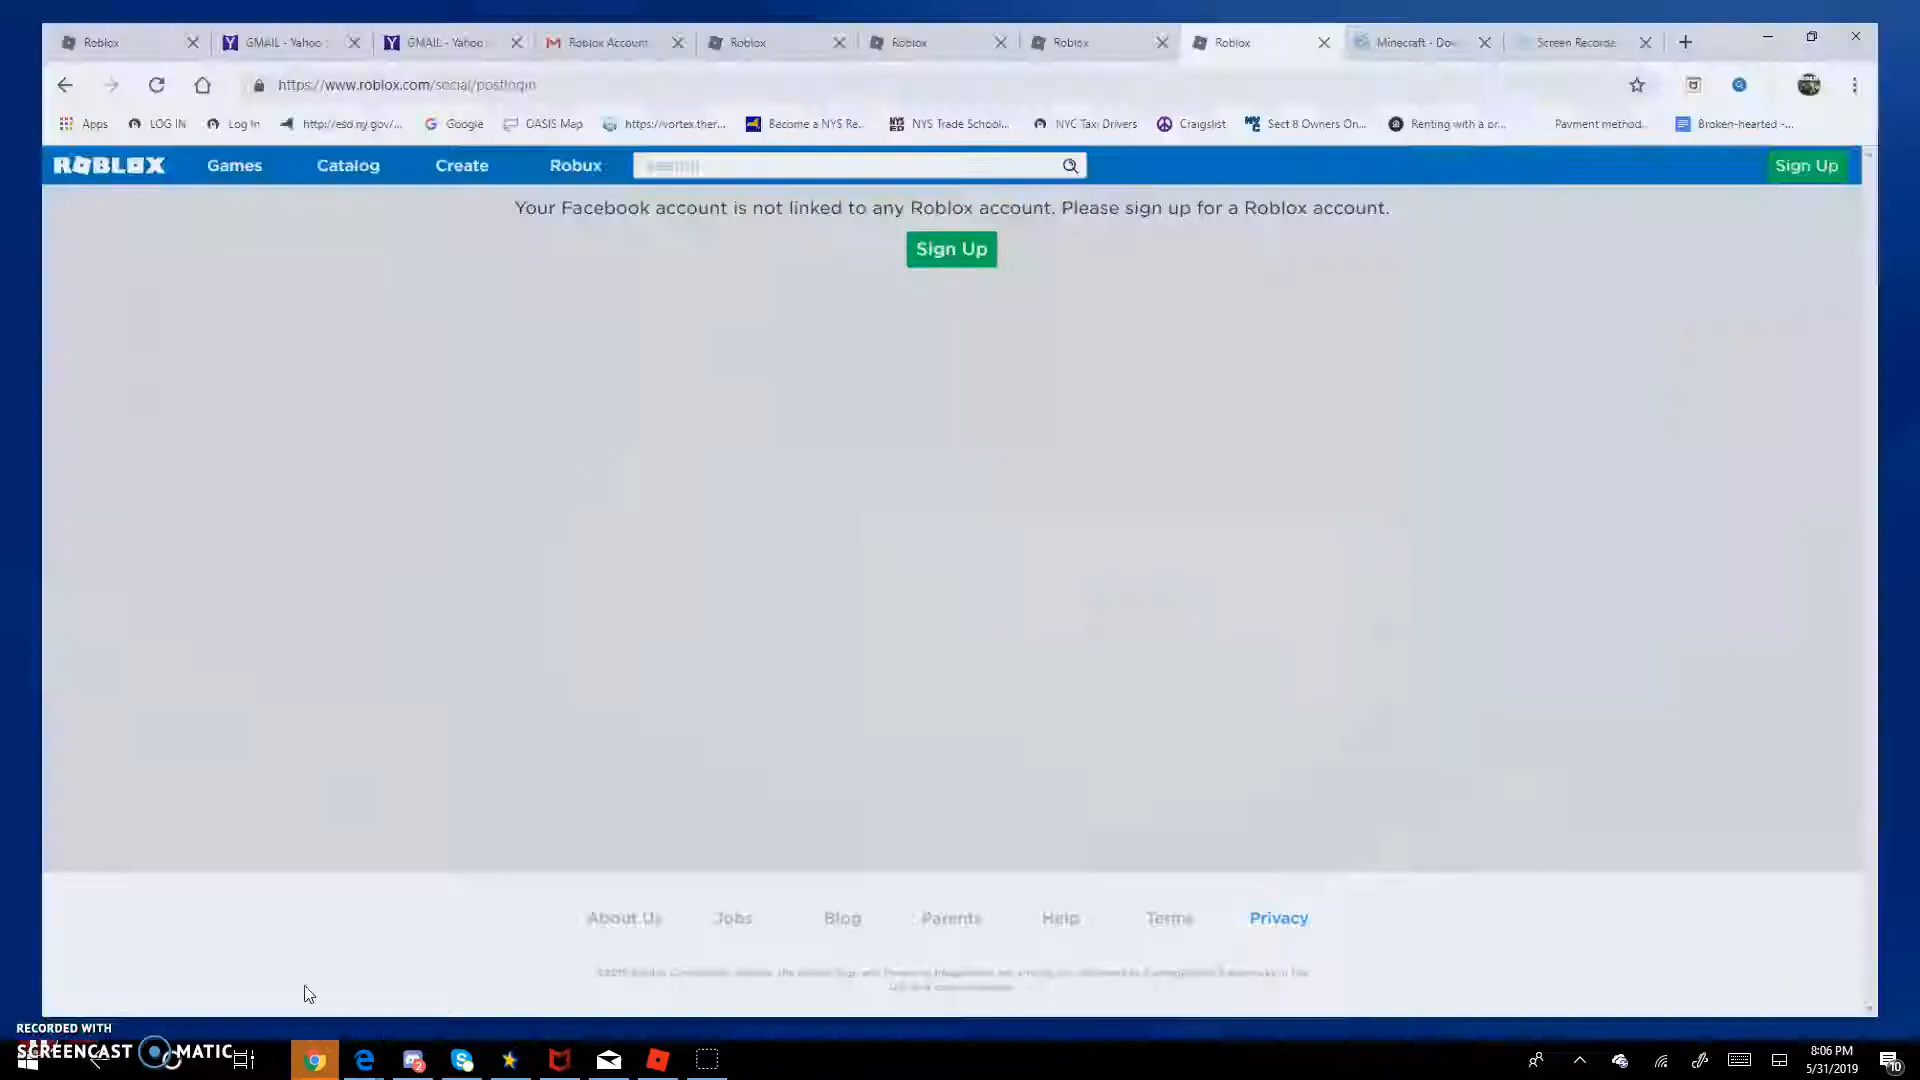 Roblox
GMAIL - Yahoo
GMAIL - Yahoo
Roblox Account
Roblox
Roblox
Roblox
Roblox
Minecraft - Dow
Screen Recorde
https://www.roblox.com/social/postlogin
Apps
LOG IN
Log In
http://esd.ny.gov/...
Google
OASIS Map
https://vortex.ther...
Become a NYS Re...
NYS Trade School...
NYC Taxi Drivers
Craigslist
Sect 8 Owners On...
Renting with a pr...
Payment method...
Broken-hearted -...
ROBLOX
Games
Catalog
Create
Robux
Search
Sign Up
Your Facebook account is not linked to any Roblox account. Please sign up for a Roblox account.
Sign Up
About Us
Jobs
Blog
Parents
Help
Terms
Privacy
RECORDED WITH
SCREENCAST MATIC
2
8:06 PM
5/31/2019
10